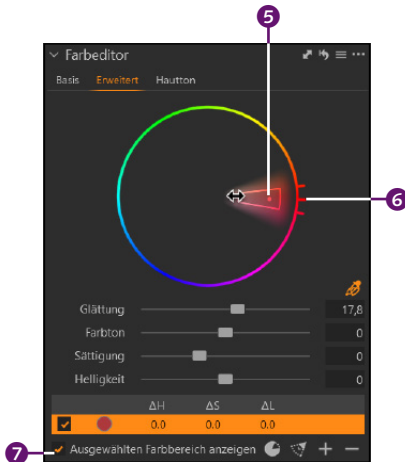 5
Farbeditor
Basis Erweitert Hautton
6
Glättung 17,8
Farbton 0
Sättigung 0
Helligkeit 0
ΔH ΔS ΔL
0.0 0.0 0.0
7 Ausgewählten Farbbereich anzeigen